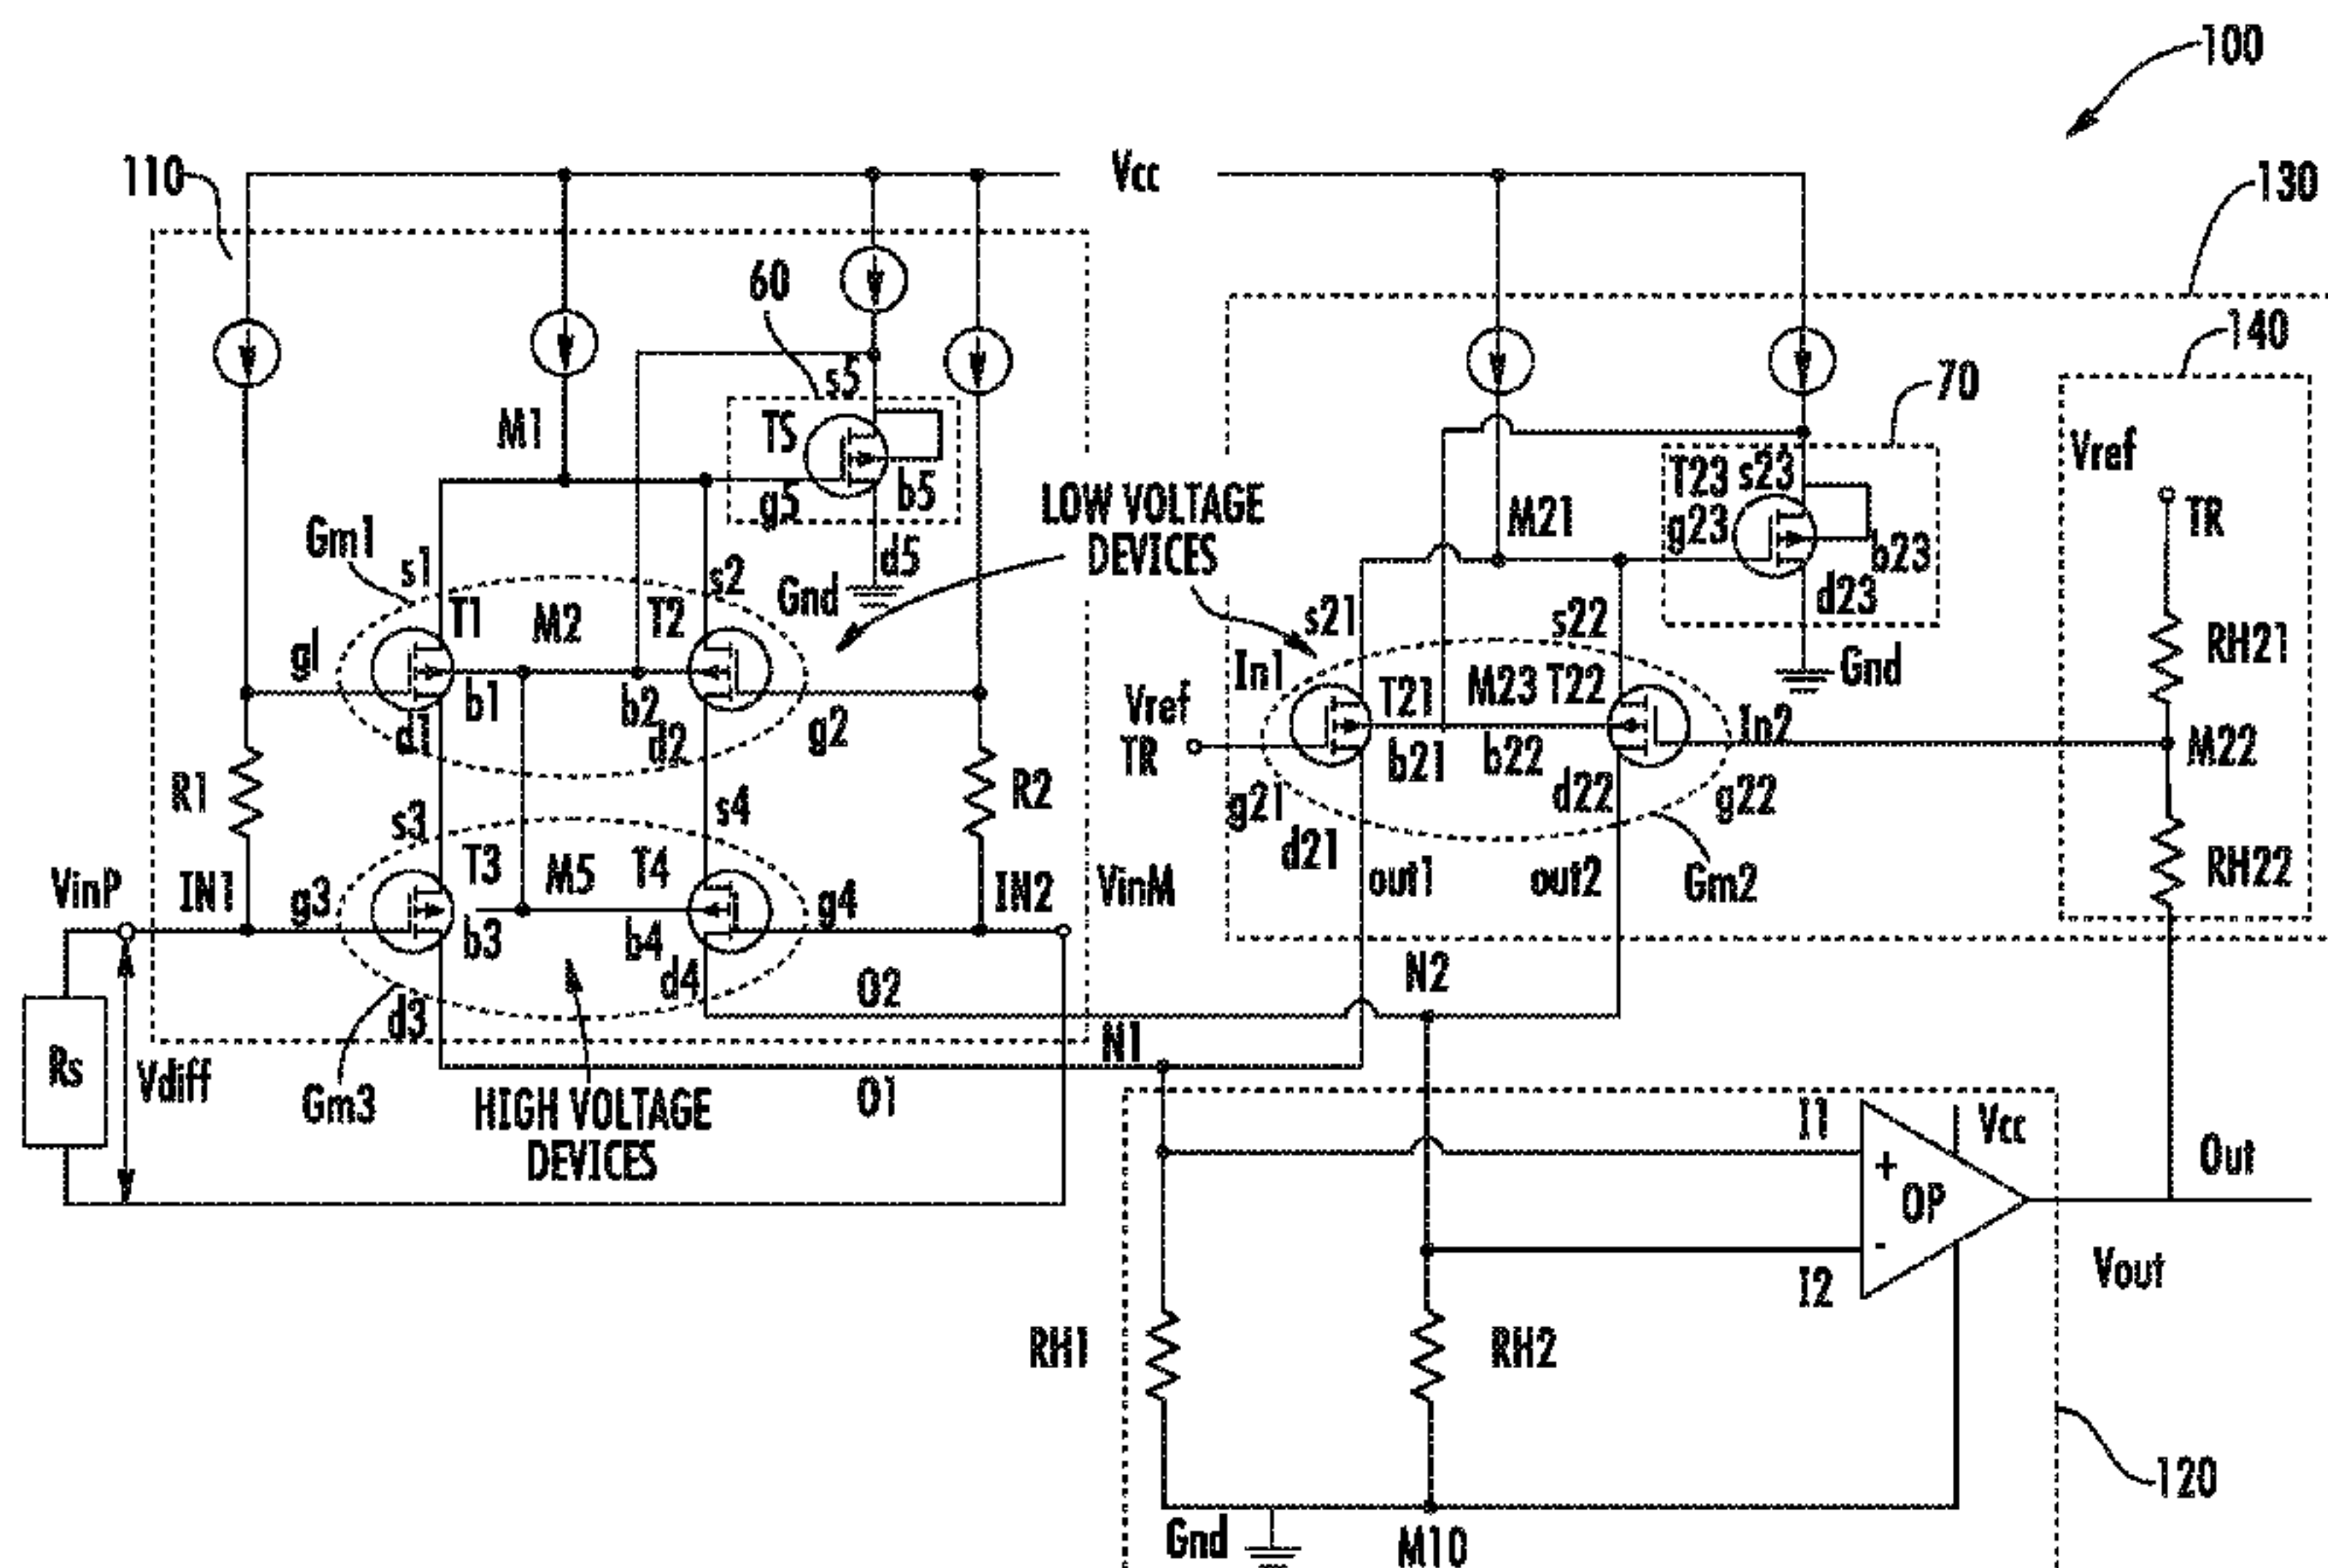 100
110
Vcc
130
60
140
s5
70
M1
TS
Vref
T23
s23
g5
b5
LOW VOLTAGE
DEVICES
M21
g23
TR
b23
Gm1
s1
s2
d5
Gnd
d23
T1
M2
T2
s21
s22
RH21
gl
In1
Gnd
b1
b2
T21
M23
T22
Vref
d1
d2
g2
In2
M22
TR
b21
b22
R1
R2
g21
d22
g22
s3
s4
d21
T3
M5
T4
VinM
out1
out2
Gm2
RH22
VinP
IN1
g3
g4
IN2
b3
b4
d4
O2
N2
d3
N1
Rs
Vdiff
Gm3
HIGH VOLTAGE
DEVICES
O1
I1
Vcc
+
OP
Out
-
I2
Vout
RH1
RH2
120
Gnd
M10